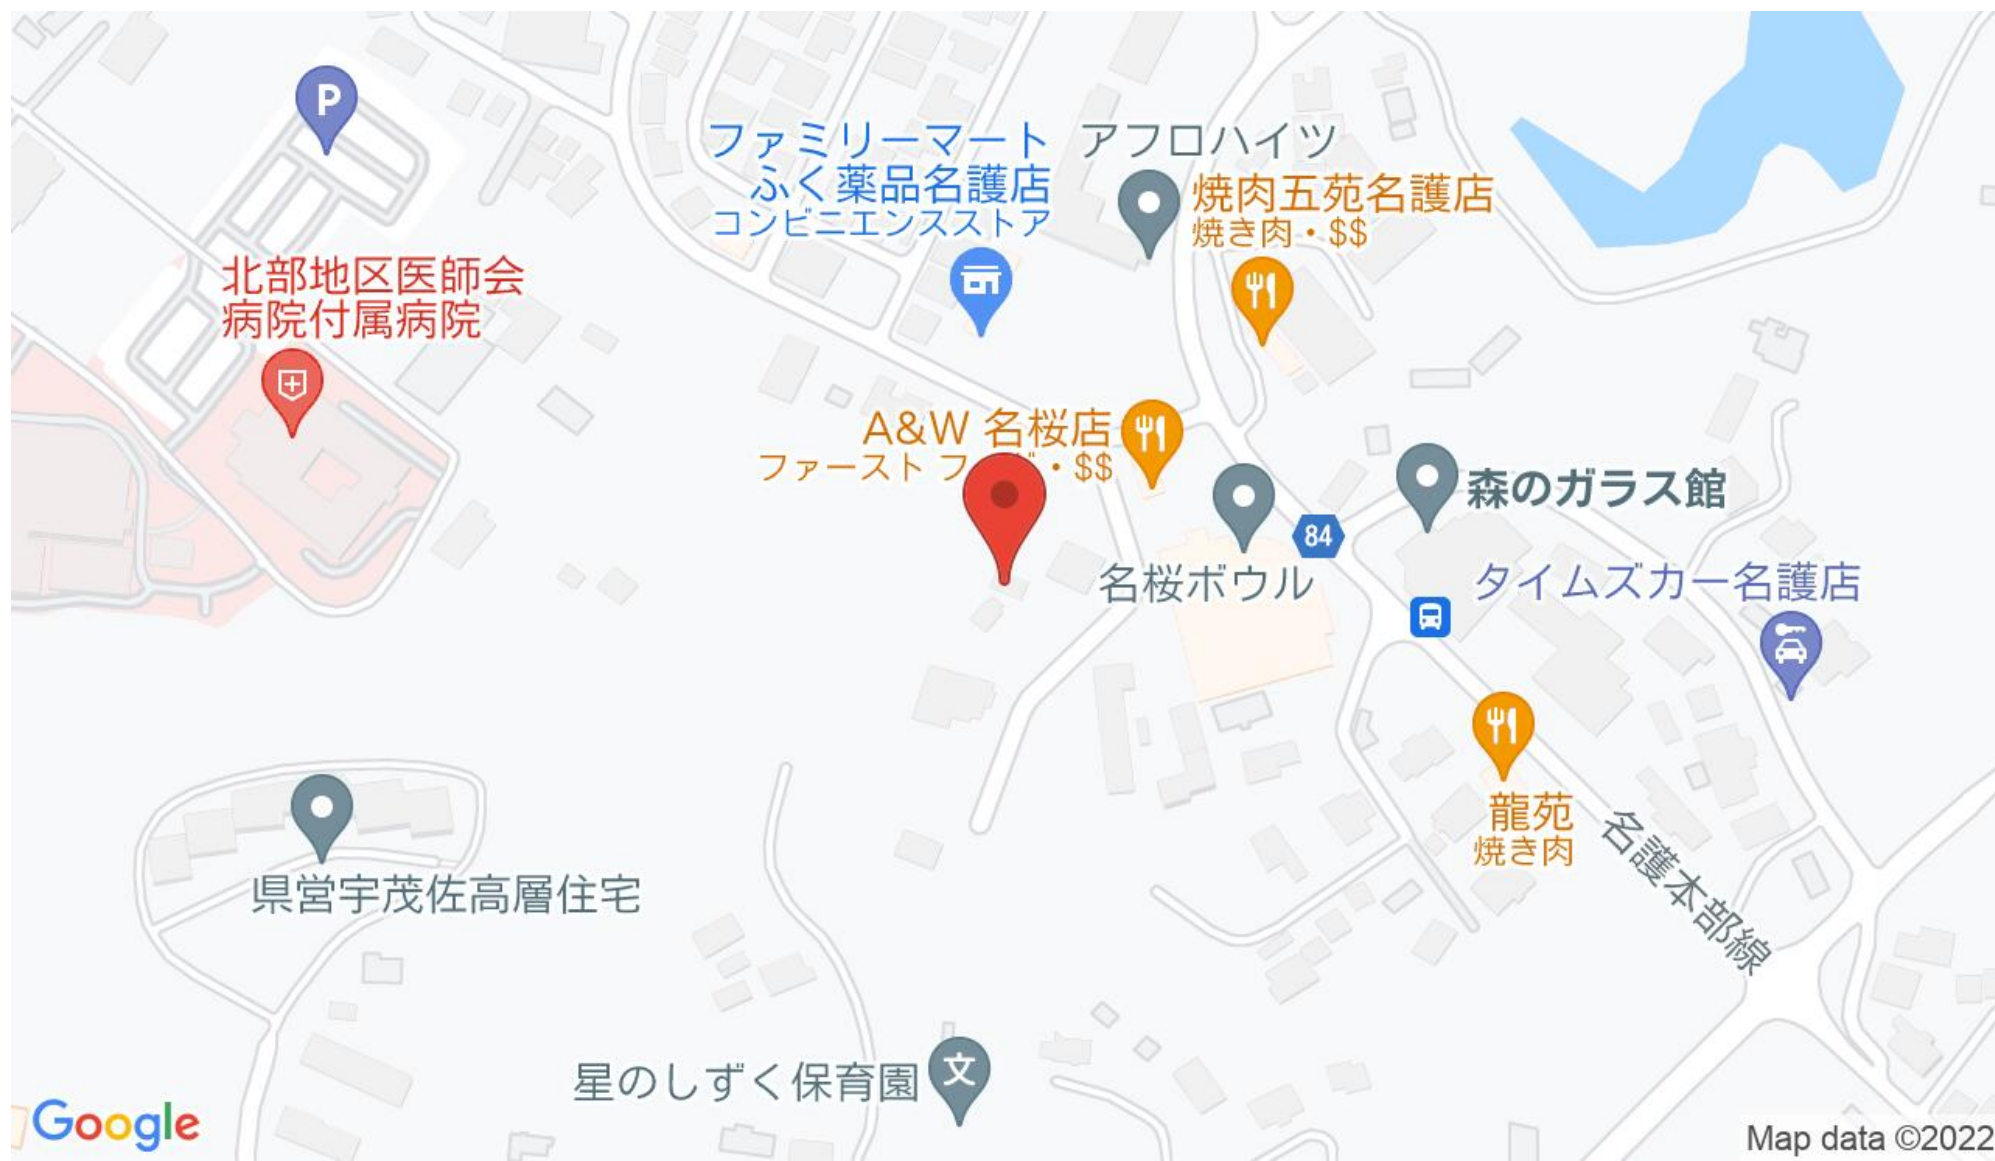 P
ファミリーマート
ふく薬品名護店
コンビニエンスストア
アフロハイツ
焼肉五苑名護店
焼き肉・$$
北部地区医師会
病院付属病院
A&W 名桜店
ファースト フード・$$
森のガラス館
84
名桜ボウル
タイムズカー名護店
龍苑
焼き肉
名護本部線
県営宇茂佐高層住宅
星のしずく保育園
文
Google
Map data ©2022